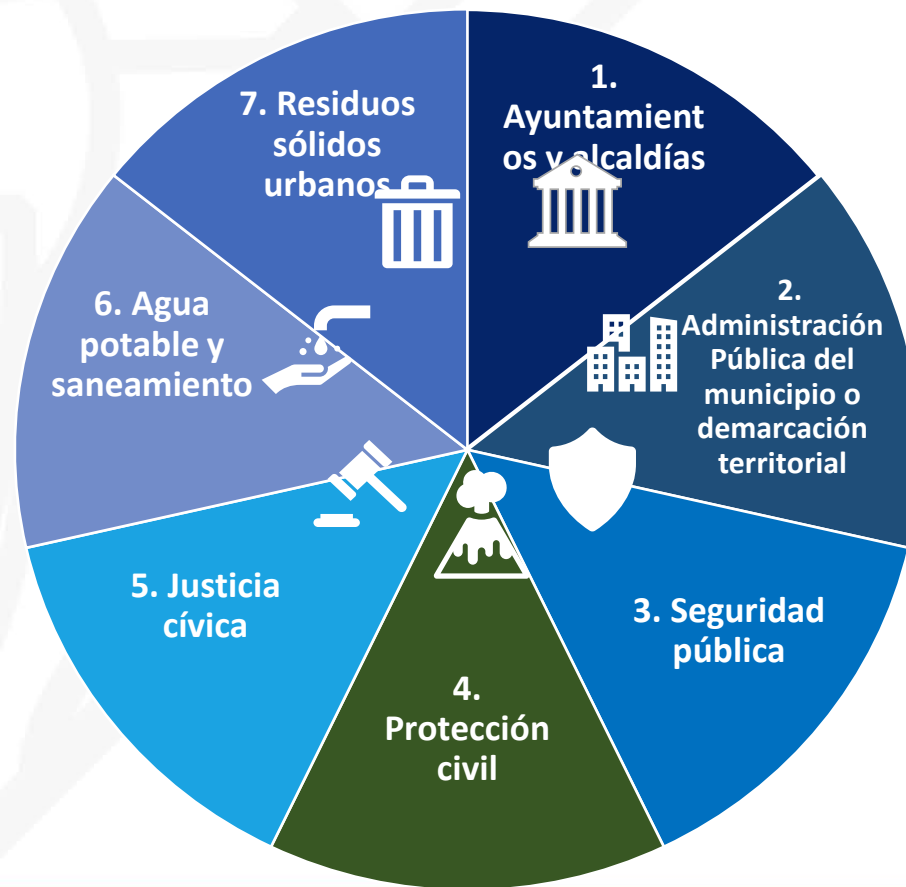 1.
Ayuntamient
os y alcaldías
2.
Administración
Pública del
municipio o
demarcación
territorial
3. Seguridad
pública
4.
Protección
civil
5. Justicia
cívica
6. Agua
potable y
saneamiento
7. Residuos
sólidos
urbanos